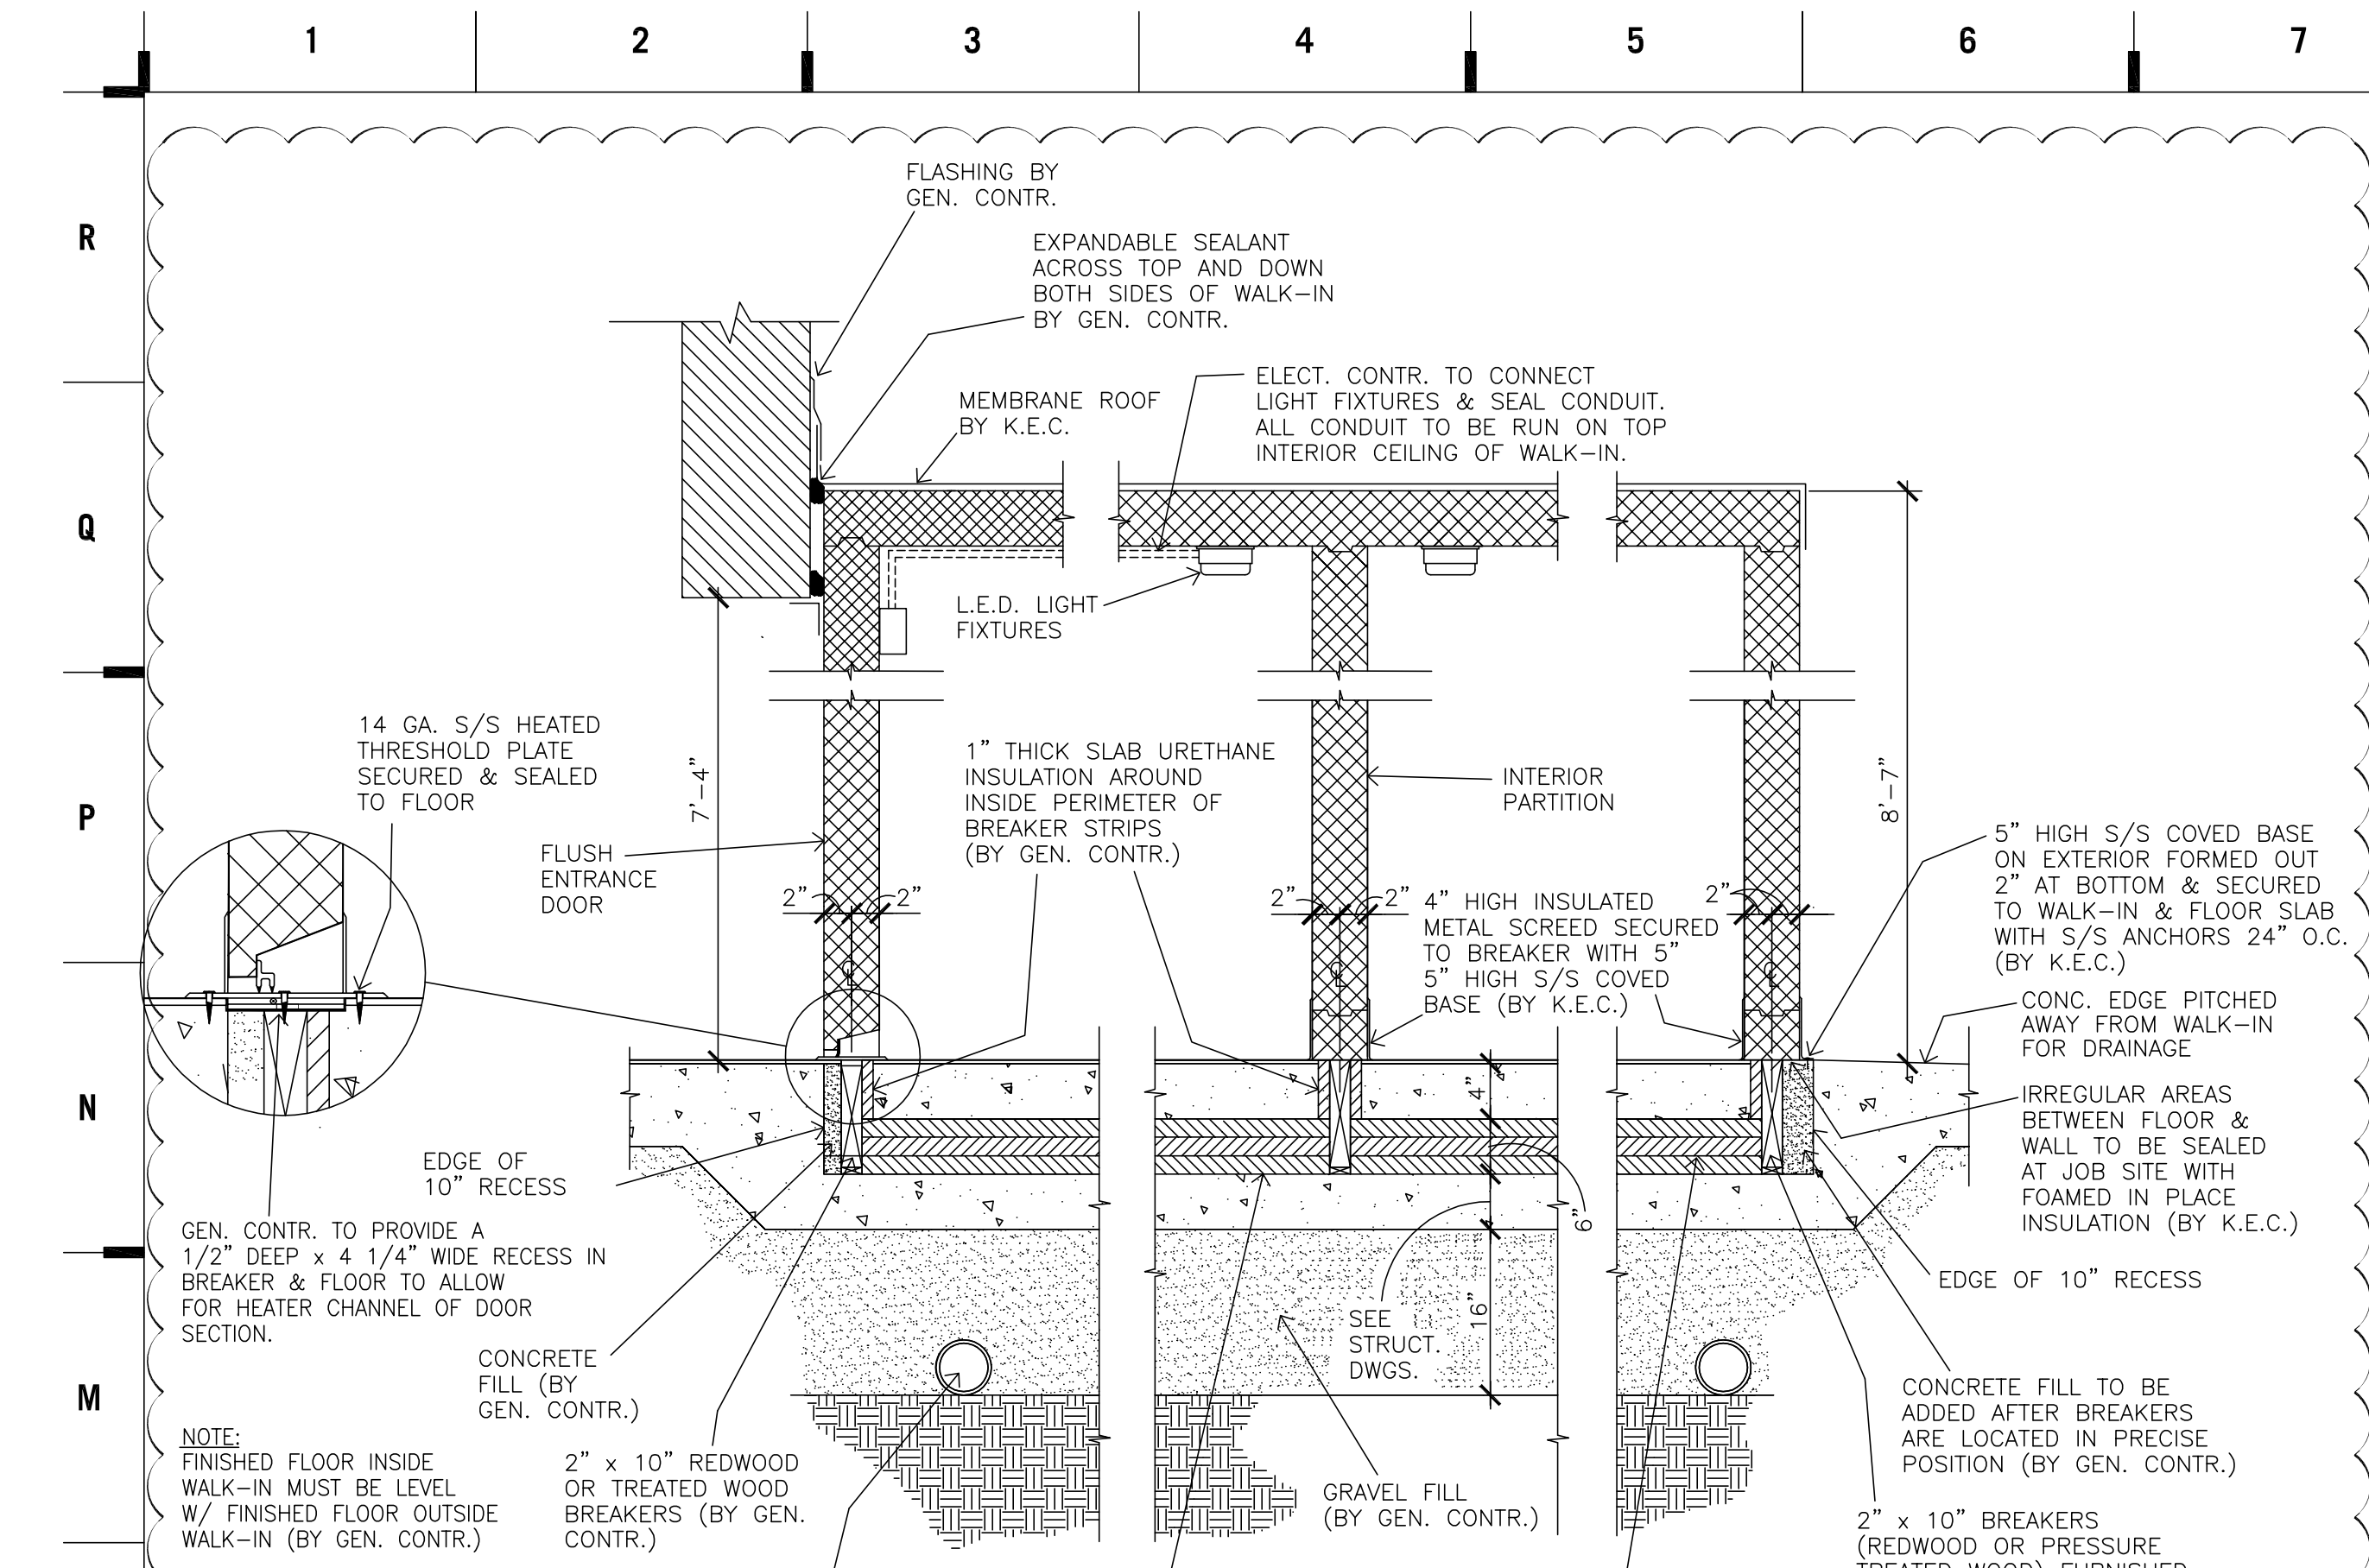 1 2 3 4 5 6 7
R
Q
P
N
M
FLASHING BY
GEN. CONTR.
EXPANDABLE SEALANT
ACROSS TOP AND DOWN
BOTH SIDES OF WALK-IN
BY GEN. CONTR.
MEMBRANE ROOF
BY K.E.C.
ELECT. CONTR. TO CONNECT
LIGHT FIXTURES & SEAL CONDUIT.
ALL CONDUIT TO BE RUN ON TOP
INTERIOR CEILING OF WALK-IN.
L.E.D. LIGHT
FIXTURES
14 GA. S/S HEATED
THRESHOLD PLATE
SECURED & SEALED
TO FLOOR
7'-4"
FLUSH
ENTRANCE
DOOR
1" THICK SLAB URETHANE
INSULATION AROUND
INSIDE PERIMETER OF
BREAKER STRIPS
(BY GEN. CONTR.)
INTERIOR
PARTITION
8'-7"
2" 2"
2" 2"
2"
℄
℄
℄
4" HIGH INSULATED
METAL SCREED SECURED
TO BREAKER WITH 5"
5" HIGH S/S COVED
BASE (BY K.E.C.)
5" HIGH S/S COVED BASE
ON EXTERIOR FORMED OUT
2" AT BOTTOM & SECURED
TO WALK-IN & FLOOR SLAB
WITH S/S ANCHORS 24" O.C.
(BY K.E.C.)
CONC. EDGE PITCHED
AWAY FROM WALK-IN
FOR DRAINAGE
IRREGULAR AREAS
BETWEEN FLOOR &
WALL TO BE SEALED
AT JOB SITE WITH
FOAMED IN PLACE
INSULATION (BY K.E.C.)
EDGE OF 10" RECESS
4"
6"
16"
SEE
STRUCT.
DWGS.
EDGE OF
10" RECESS
GEN. CONTR. TO PROVIDE A
1/2" DEEP x 4 1/4" WIDE RECESS IN
BREAKER & FLOOR TO ALLOW
FOR HEATER CHANNEL OF DOOR
SECTION.
CONCRETE
FILL (BY
GEN. CONTR.)
NOTE:
FINISHED FLOOR INSIDE
WALK-IN MUST BE LEVEL
W/ FINISHED FLOOR OUTSIDE
WALK-IN (BY GEN. CONTR.)
2" x 10" REDWOOD
OR TREATED WOOD
BREAKERS (BY GEN.
CONTR.)
GRAVEL FILL
(BY GEN. CONTR.)
CONCRETE FILL TO BE
ADDED AFTER BREAKERS
ARE LOCATED IN PRECISE
POSITION (BY GEN. CONTR.)
2" x 10" BREAKERS
(REDWOOD OR PRESSURE
TREATED WOOD) FURNISHED